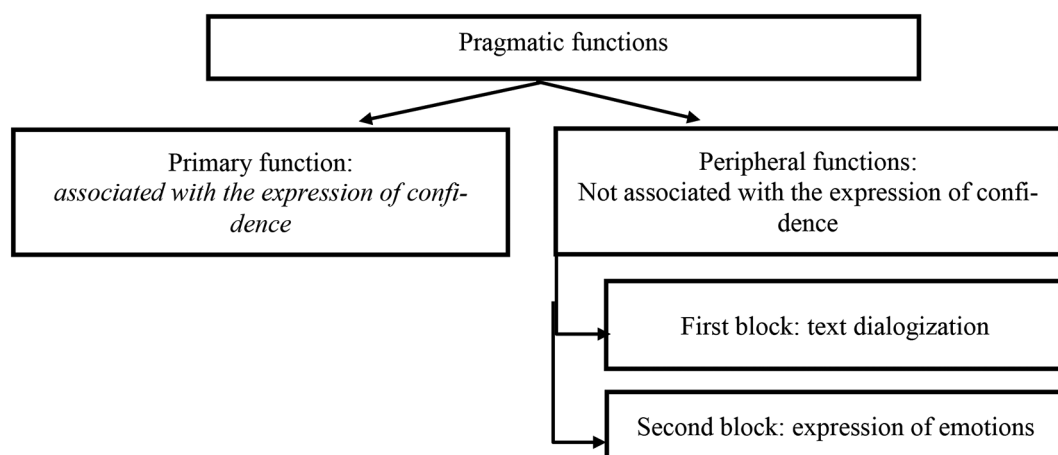 Pragmatic functions
Primary function:
associated with the expression of confi-
dence
Peripheral functions:
Not associated with the expression of confi-
dence
First block: text dialogization
Second block: expression of emotions